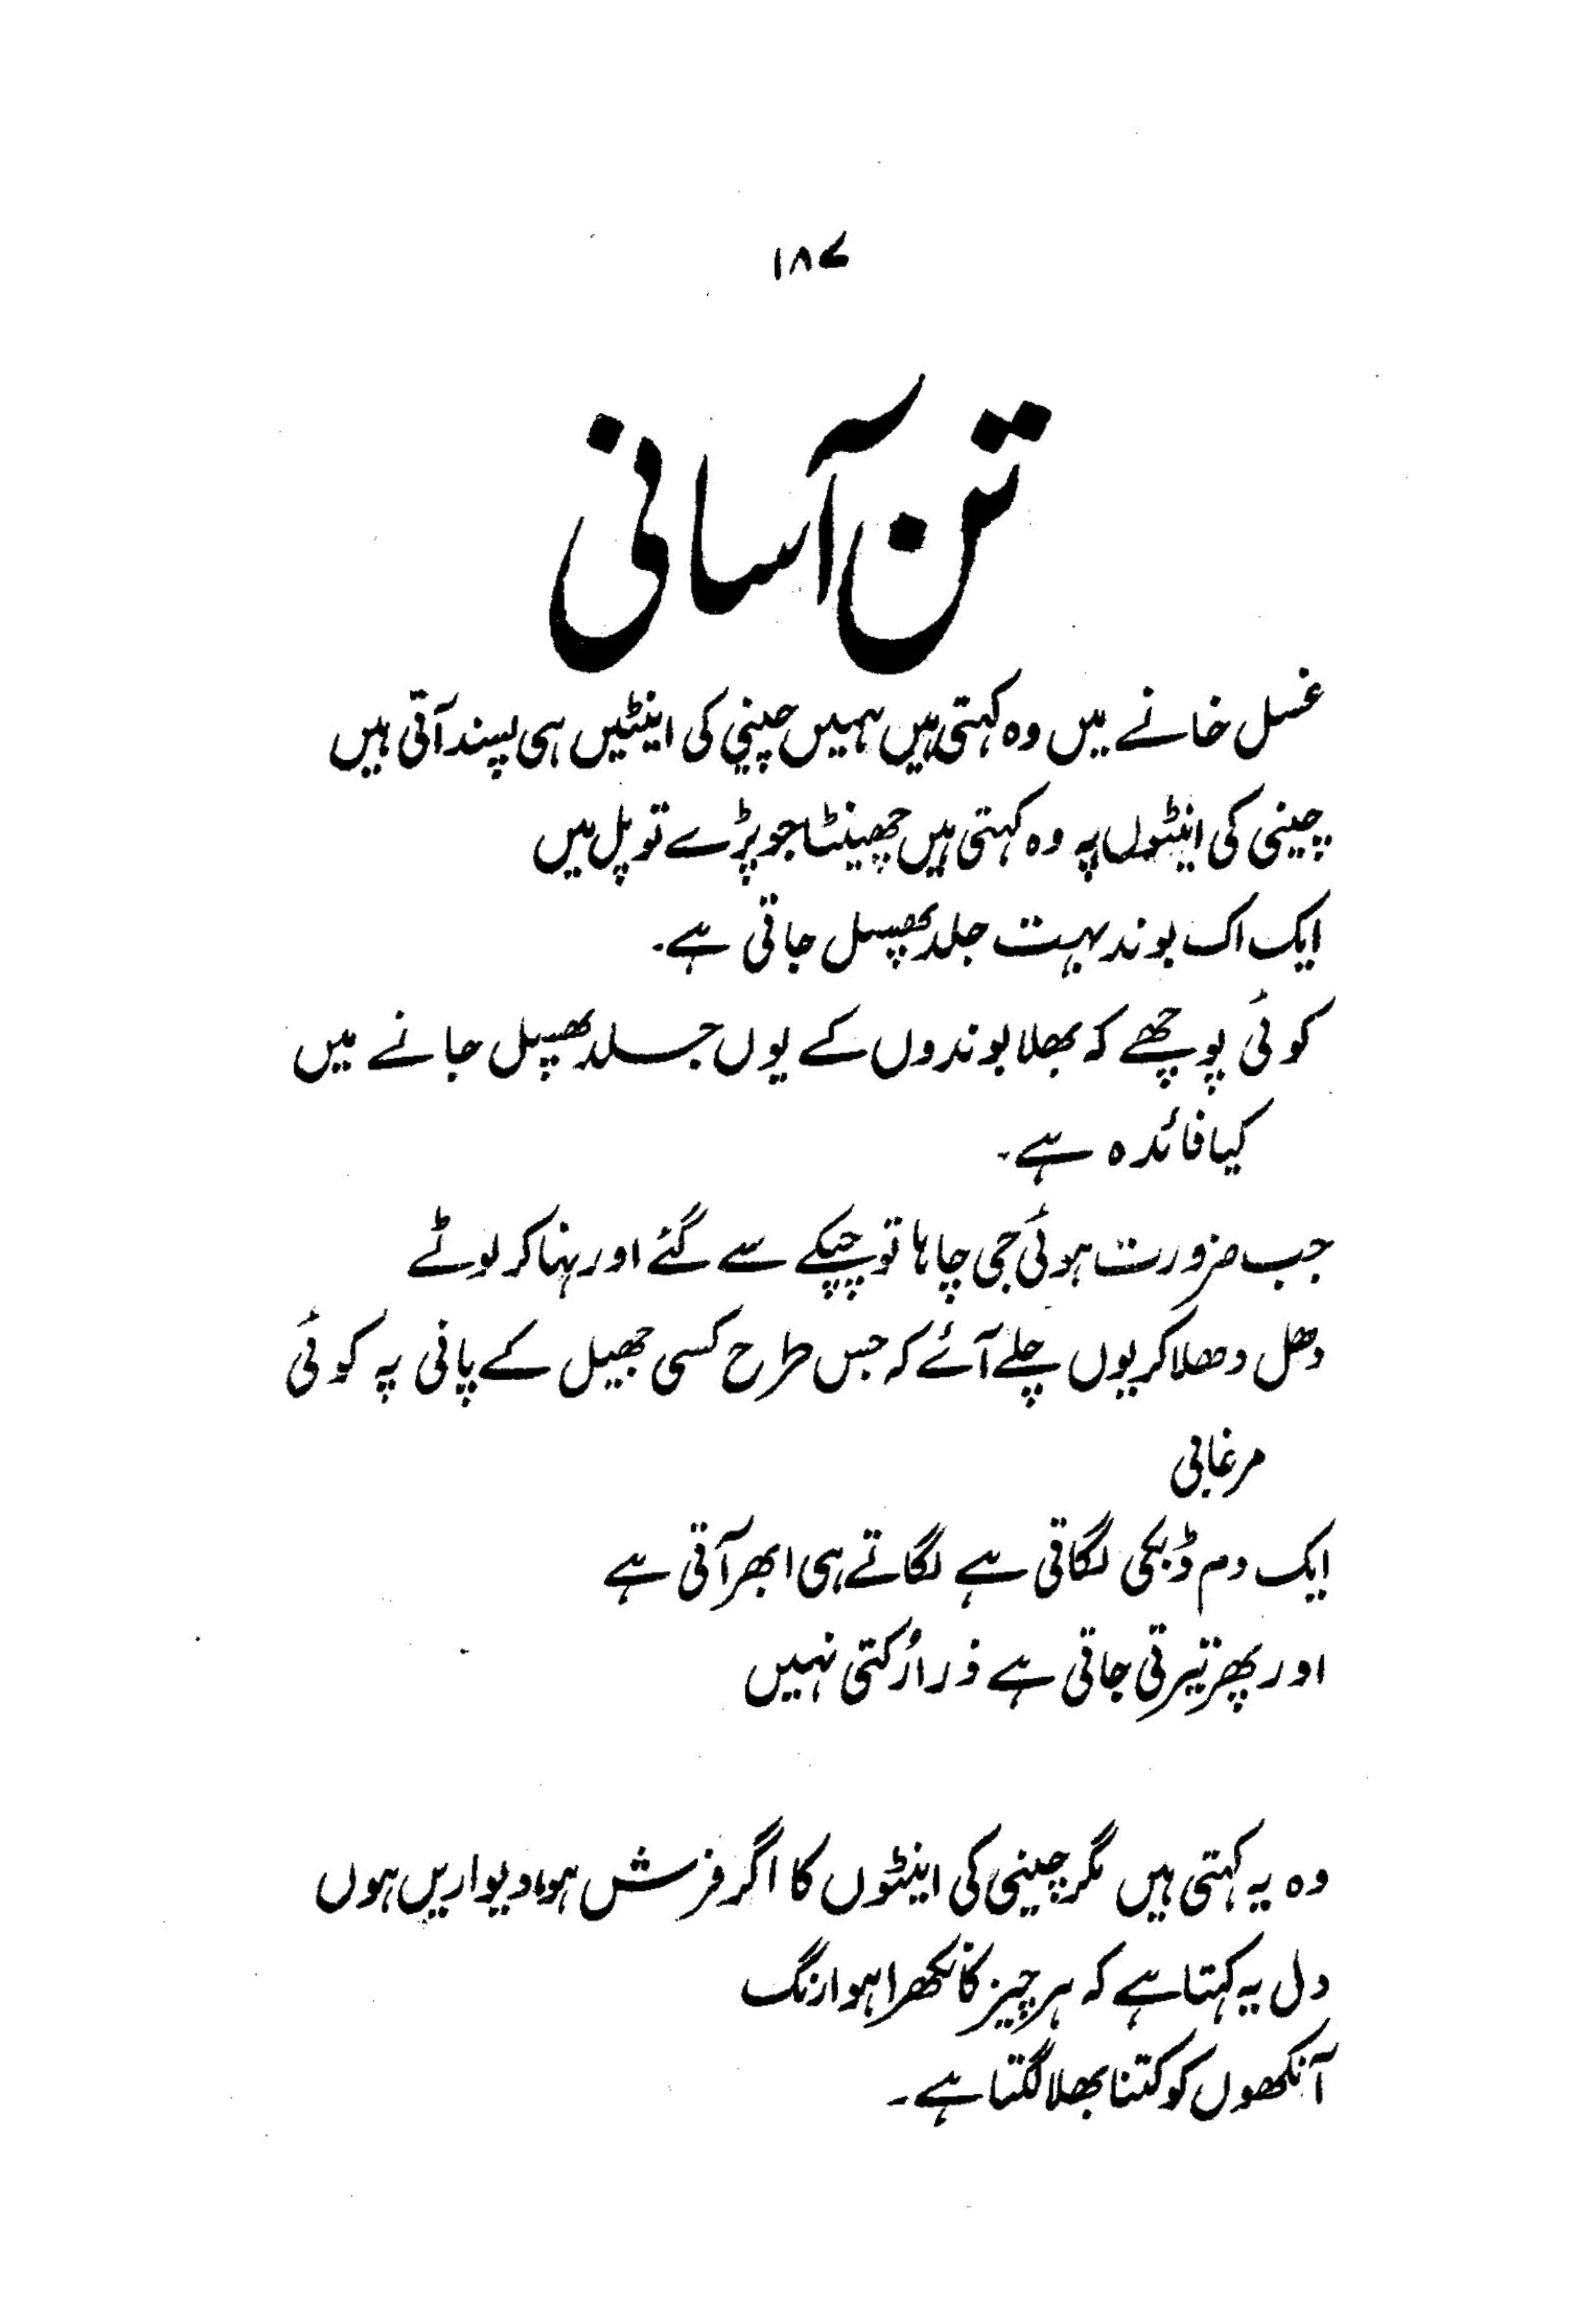 ۱۸۷
تن آسانی
غسل خانے میں وہ کہتی ہیں ہمیں چینی کی اینٹیں ہی پسند آتی ہیں
چینی کی اینٹوں پہ وہ کہتی ہیں چھینٹا جو پڑے تو پل میں
ایک اک بوند بہت جلد پھسل جاتی ہے۔
کوئی پوچھے کہ بھلا بوندوں کے یوں جلد پھسل جانے میں
کیا فائدہ ہے۔
جب ضرورت ہوئی جی چاہا تو چپکے سے گئے اور نہا کر لوٹے
دھل دھلا کر یوں چلے آئے کہ جس طرح کسی جھیل کے پانی پہ کوئی
مرغابی
ایک دم ڈبکی لگاتی ہے لگاتے ہی ابھر آتی ہے
اور پھر تیرتی جاتی ہے ذرا رُکتی نہیں
وہ یہ کہتی ہیں مگر چینی کی اینٹوں کا اگر فرش ہو، دیواریں ہوں
دل یہ کہتا ہے کہ ہر چیز کا نکھرا ہوا رنگ
آنکھوں کو کتنا بھلا لگتا ہے۔